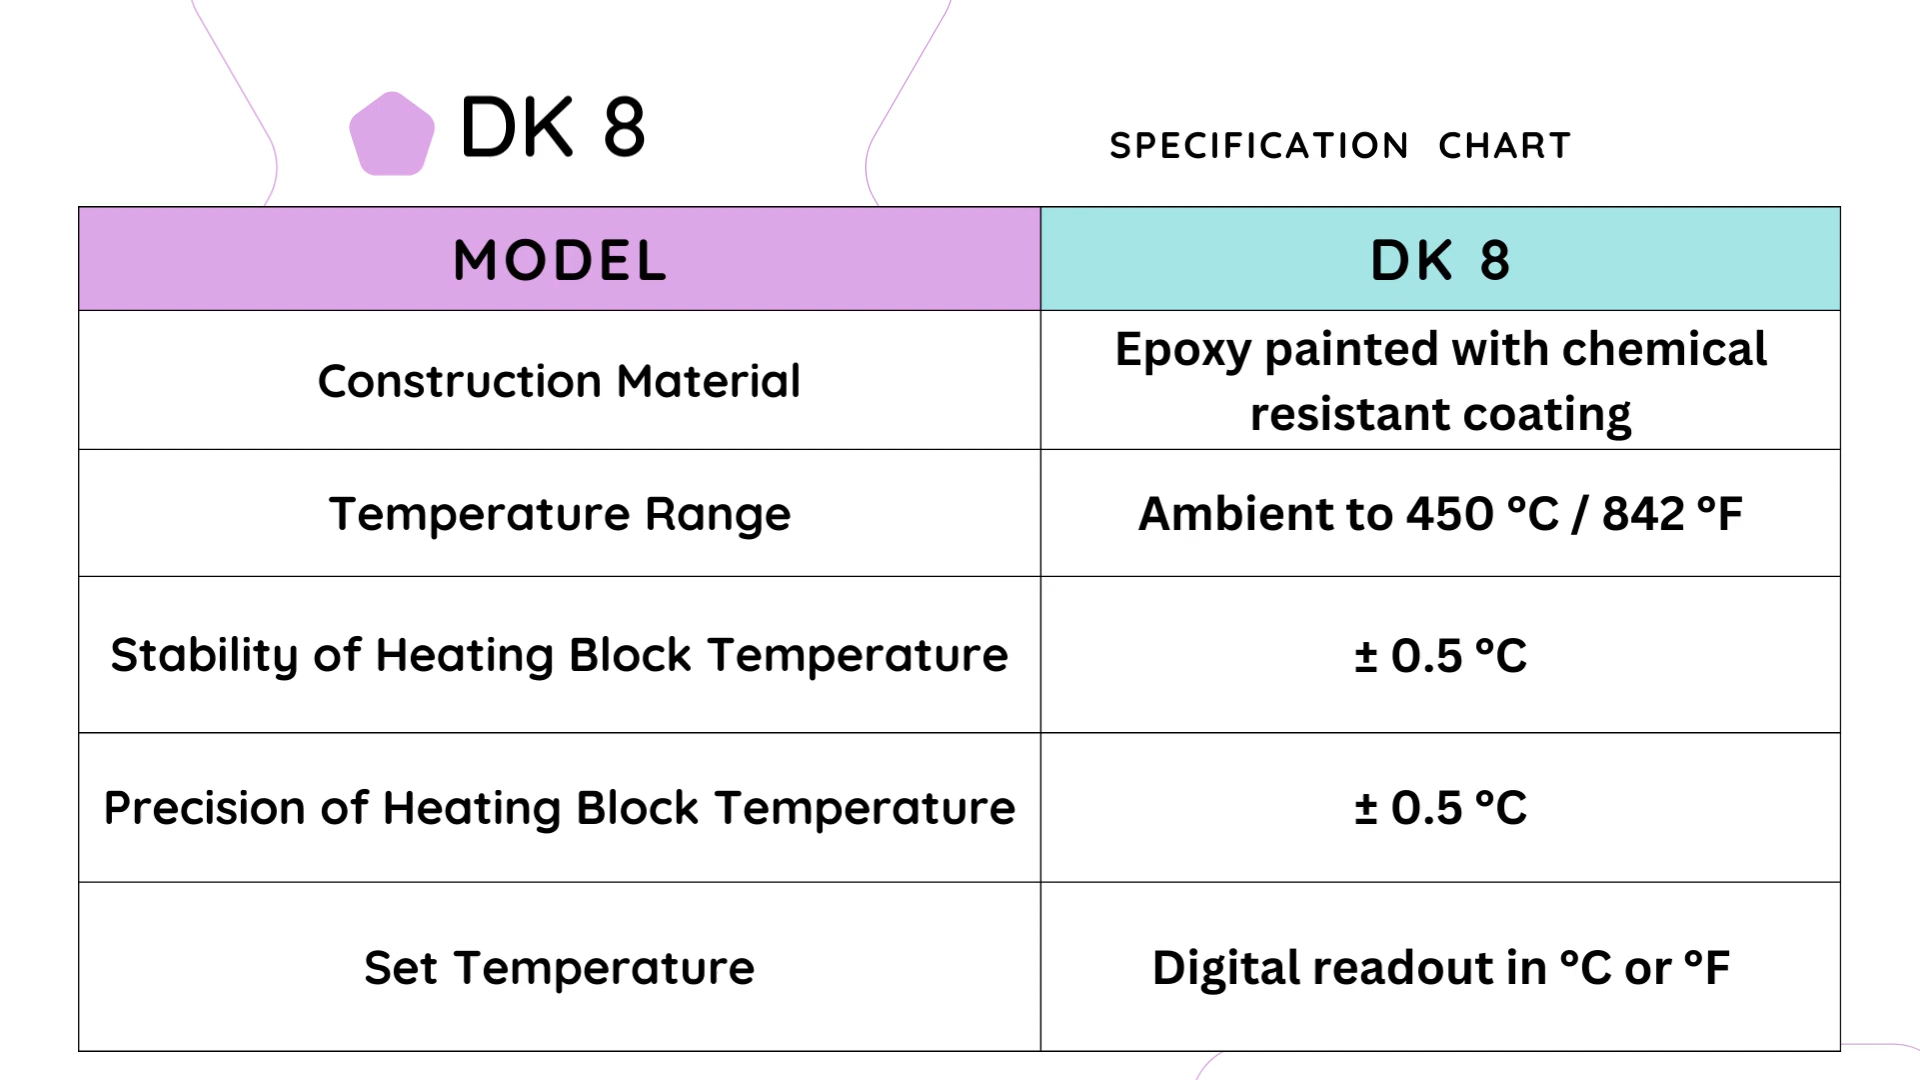 DK 8
SPECIFICATION CHART
MODEL
DK 8
Construction Material
Epoxy painted with chemical
resistant coating
Temperature Range
Ambient to 450 °C / 842 °F
Stability of Heating Block Temperature
± 0.5 °C
Precision of Heating Block Temperature
± 0.5 °C
Set Temperature
Digital readout in °C or °F